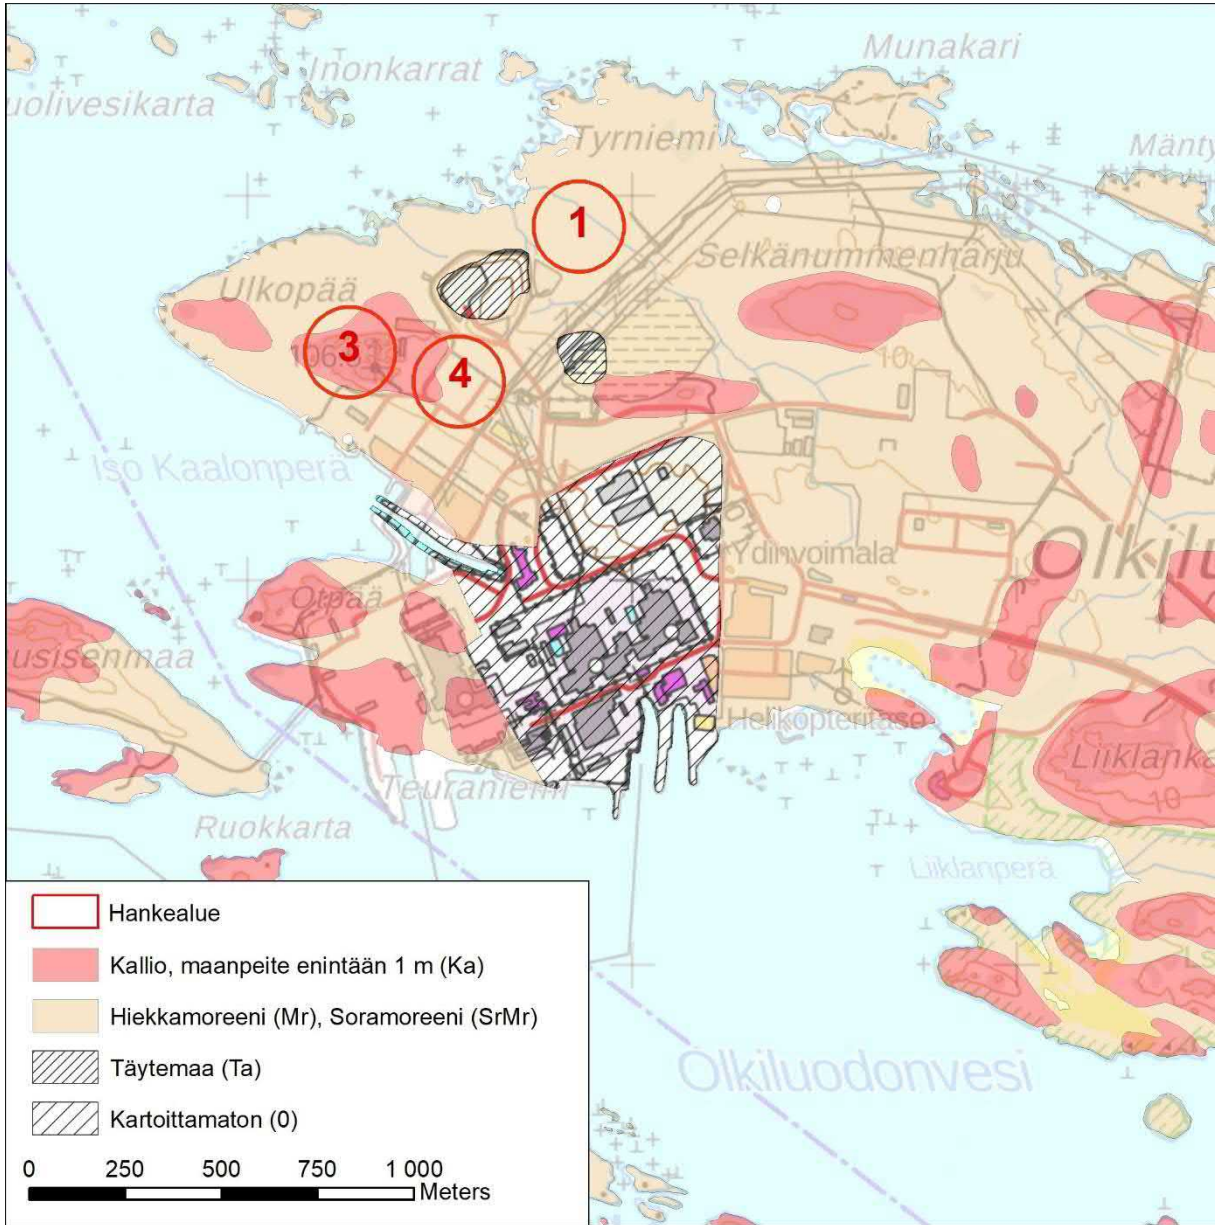 Munakari
Inonkarrat
uolivesikarta
Tyrniemi
Mänty
1
Selkänummenharju
Ulkopää
3
4
10
Iso Kaalonperä
Olkilu
Ydinvoimala
Otpää
uusisenmaa
Helikopteritaso
Liiklanka
10
Teuraniemi
Ruokkarta
Liiklanperä
Olkiluodonvesi
Hankealue
Kallio, maanpeite enintään 1 m (Ka)
Hiekkamoreeni (Mr), Soramoreeni (SrMr)
Täytemaa (Ta)
Kartoittamaton (0)
0 250 500 750 1 000
Meters